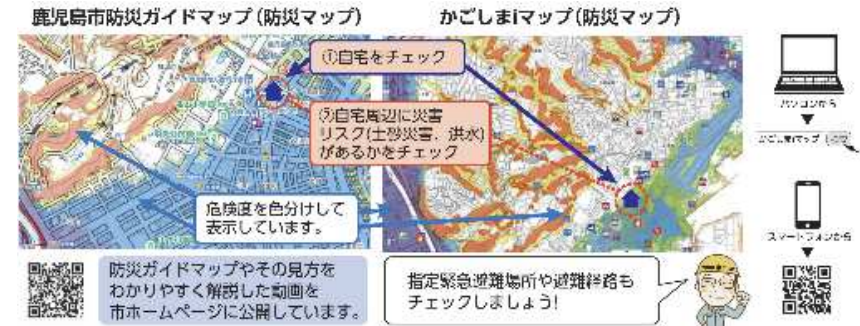 鹿児島市防災ガイドマップ（防災マップ）
かごしまiマップ（防災マップ）
①自宅をチェック
②自宅周辺に災害
リスク（土砂災害、洪水）
があるかをチェック
危険度を色分けして
表示しています。
パソコンから
かごしまiマップ
スマートフォンから
防災ガイドマップやその見方を
わかりやすく解説した動画を
市ホームページに公開しています。
指定緊急避難場所や避難経路も
チェックしましょう!